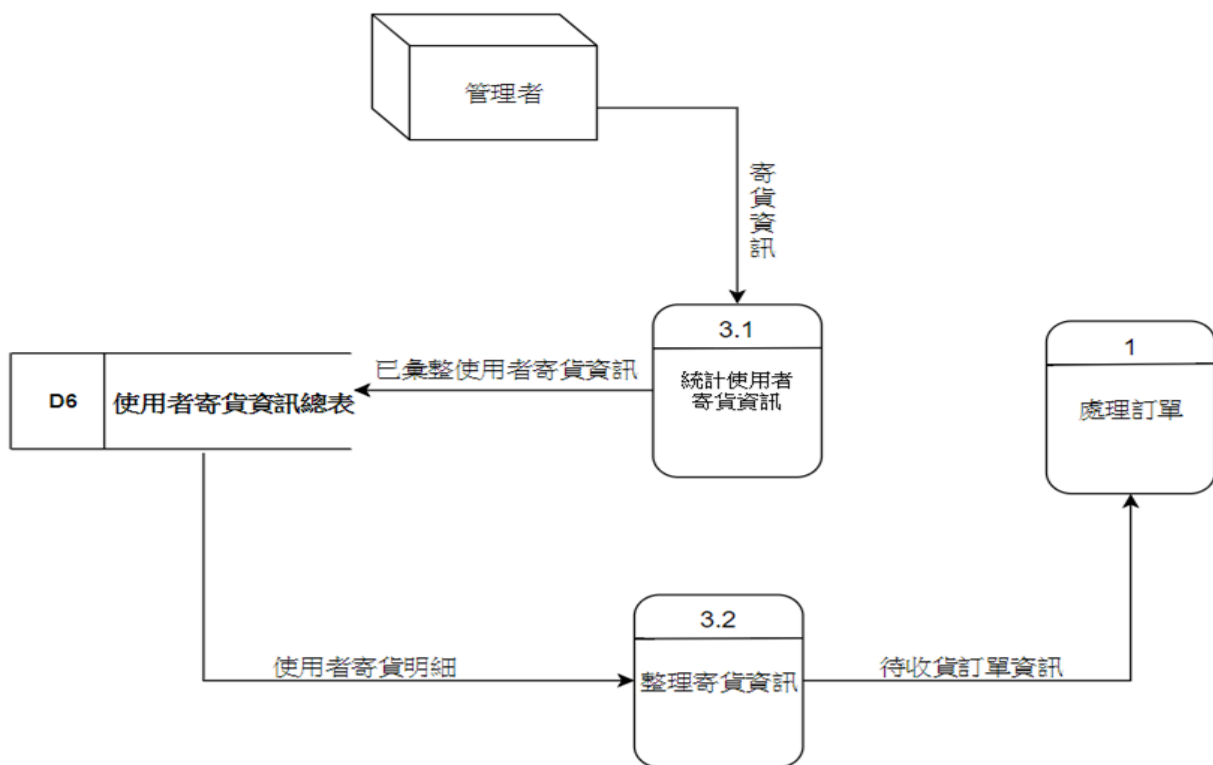 管理者
寄貨資訊
3.1
統計使用者
寄貨資訊
1
處理訂單
已彙整使用者寄貨資訊
D6
使用者寄貨資訊總表
3.2
整理寄貨資訊
使用者寄貨明細
待收貨訂單資訊